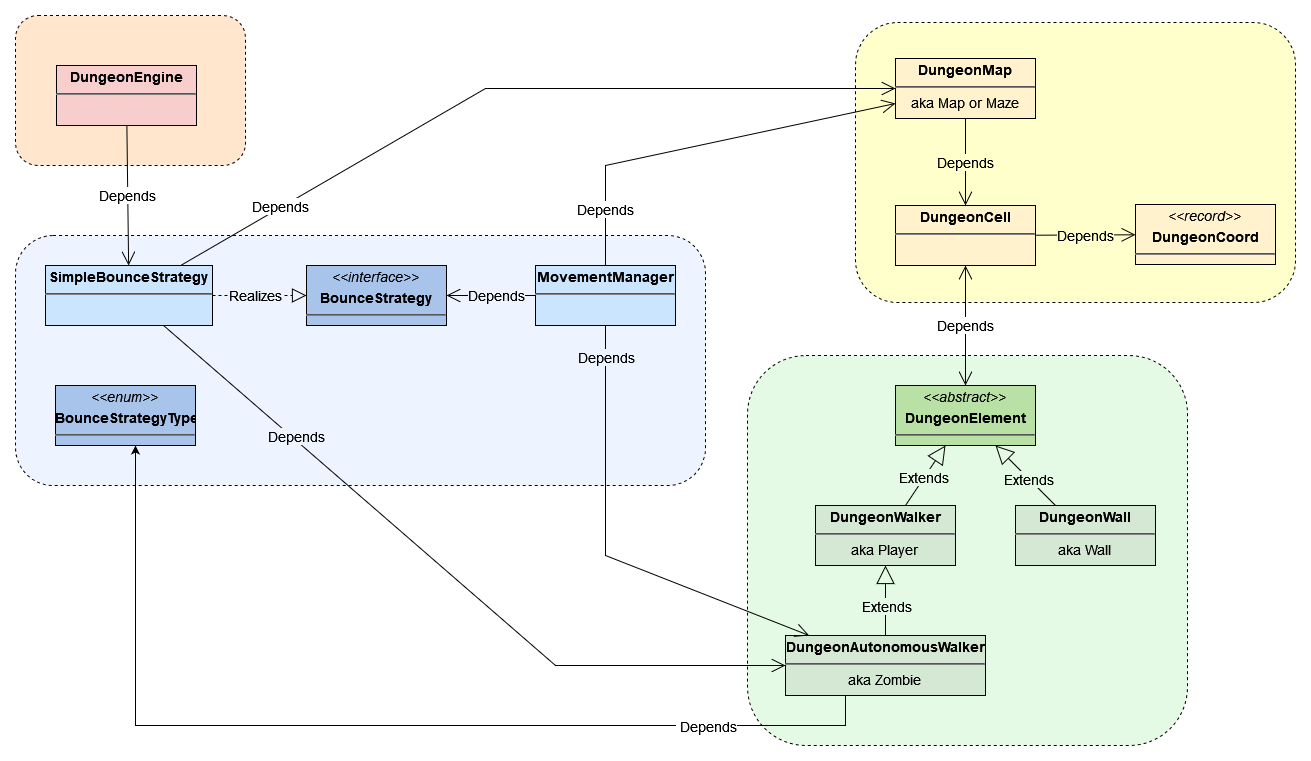 DungeonEngine
Depends
DungeonMap
aka Map or Maze
Depends
Depends
Depends
DungeonCell
Depends
<<record>>
DungeonCoord
SimpleBounceStrategy
Realizes
<<interface>>
BounceStrategy
Depends
MovementManager
Depends
Depends
<<enum>>
BounceStrategyType
Depends
<<abstract>>
DungeonElement
Extends
Extends
DungeonWalker
aka Player
DungeonWall
aka Wall
Extends
DungeonAutonomousWalker
aka Zombie
Depends